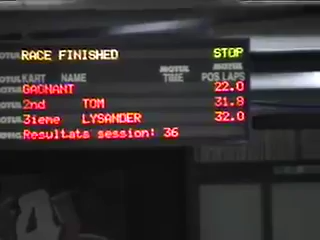 RACE FINISHED STOP
MOTUL MOTUL
KART NAME TIME POS LAPS
GAGNANT 22.0
2nd TOM 31.8
3ieme LYSANDER 32.0
Resultats session: 36